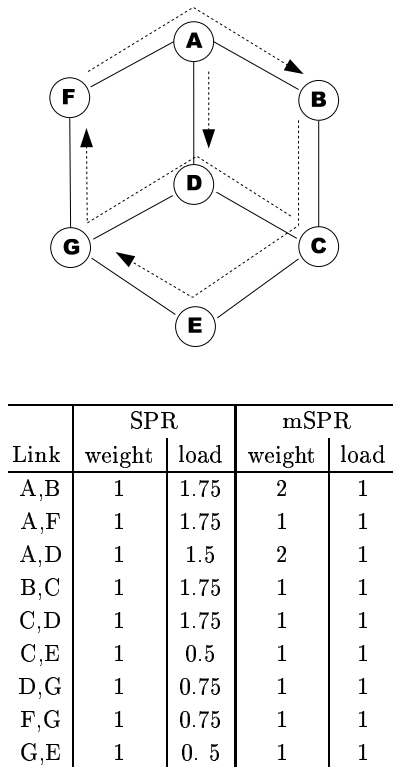 A
F
B
D
G
C
E
SPR mSPR
Link weight load weight load
A,B 1 1.75 2 1
A,F 1 1.75 1 1
A,D 1 1.5 2 1
B,C 1 1.75 1 1
C,D 1 1.75 1 1
C,E 1 0.5 1 1
D,G 1 0.75 1 1
F,G 1 0.75 1 1
G,E 1 0. 5 1 1